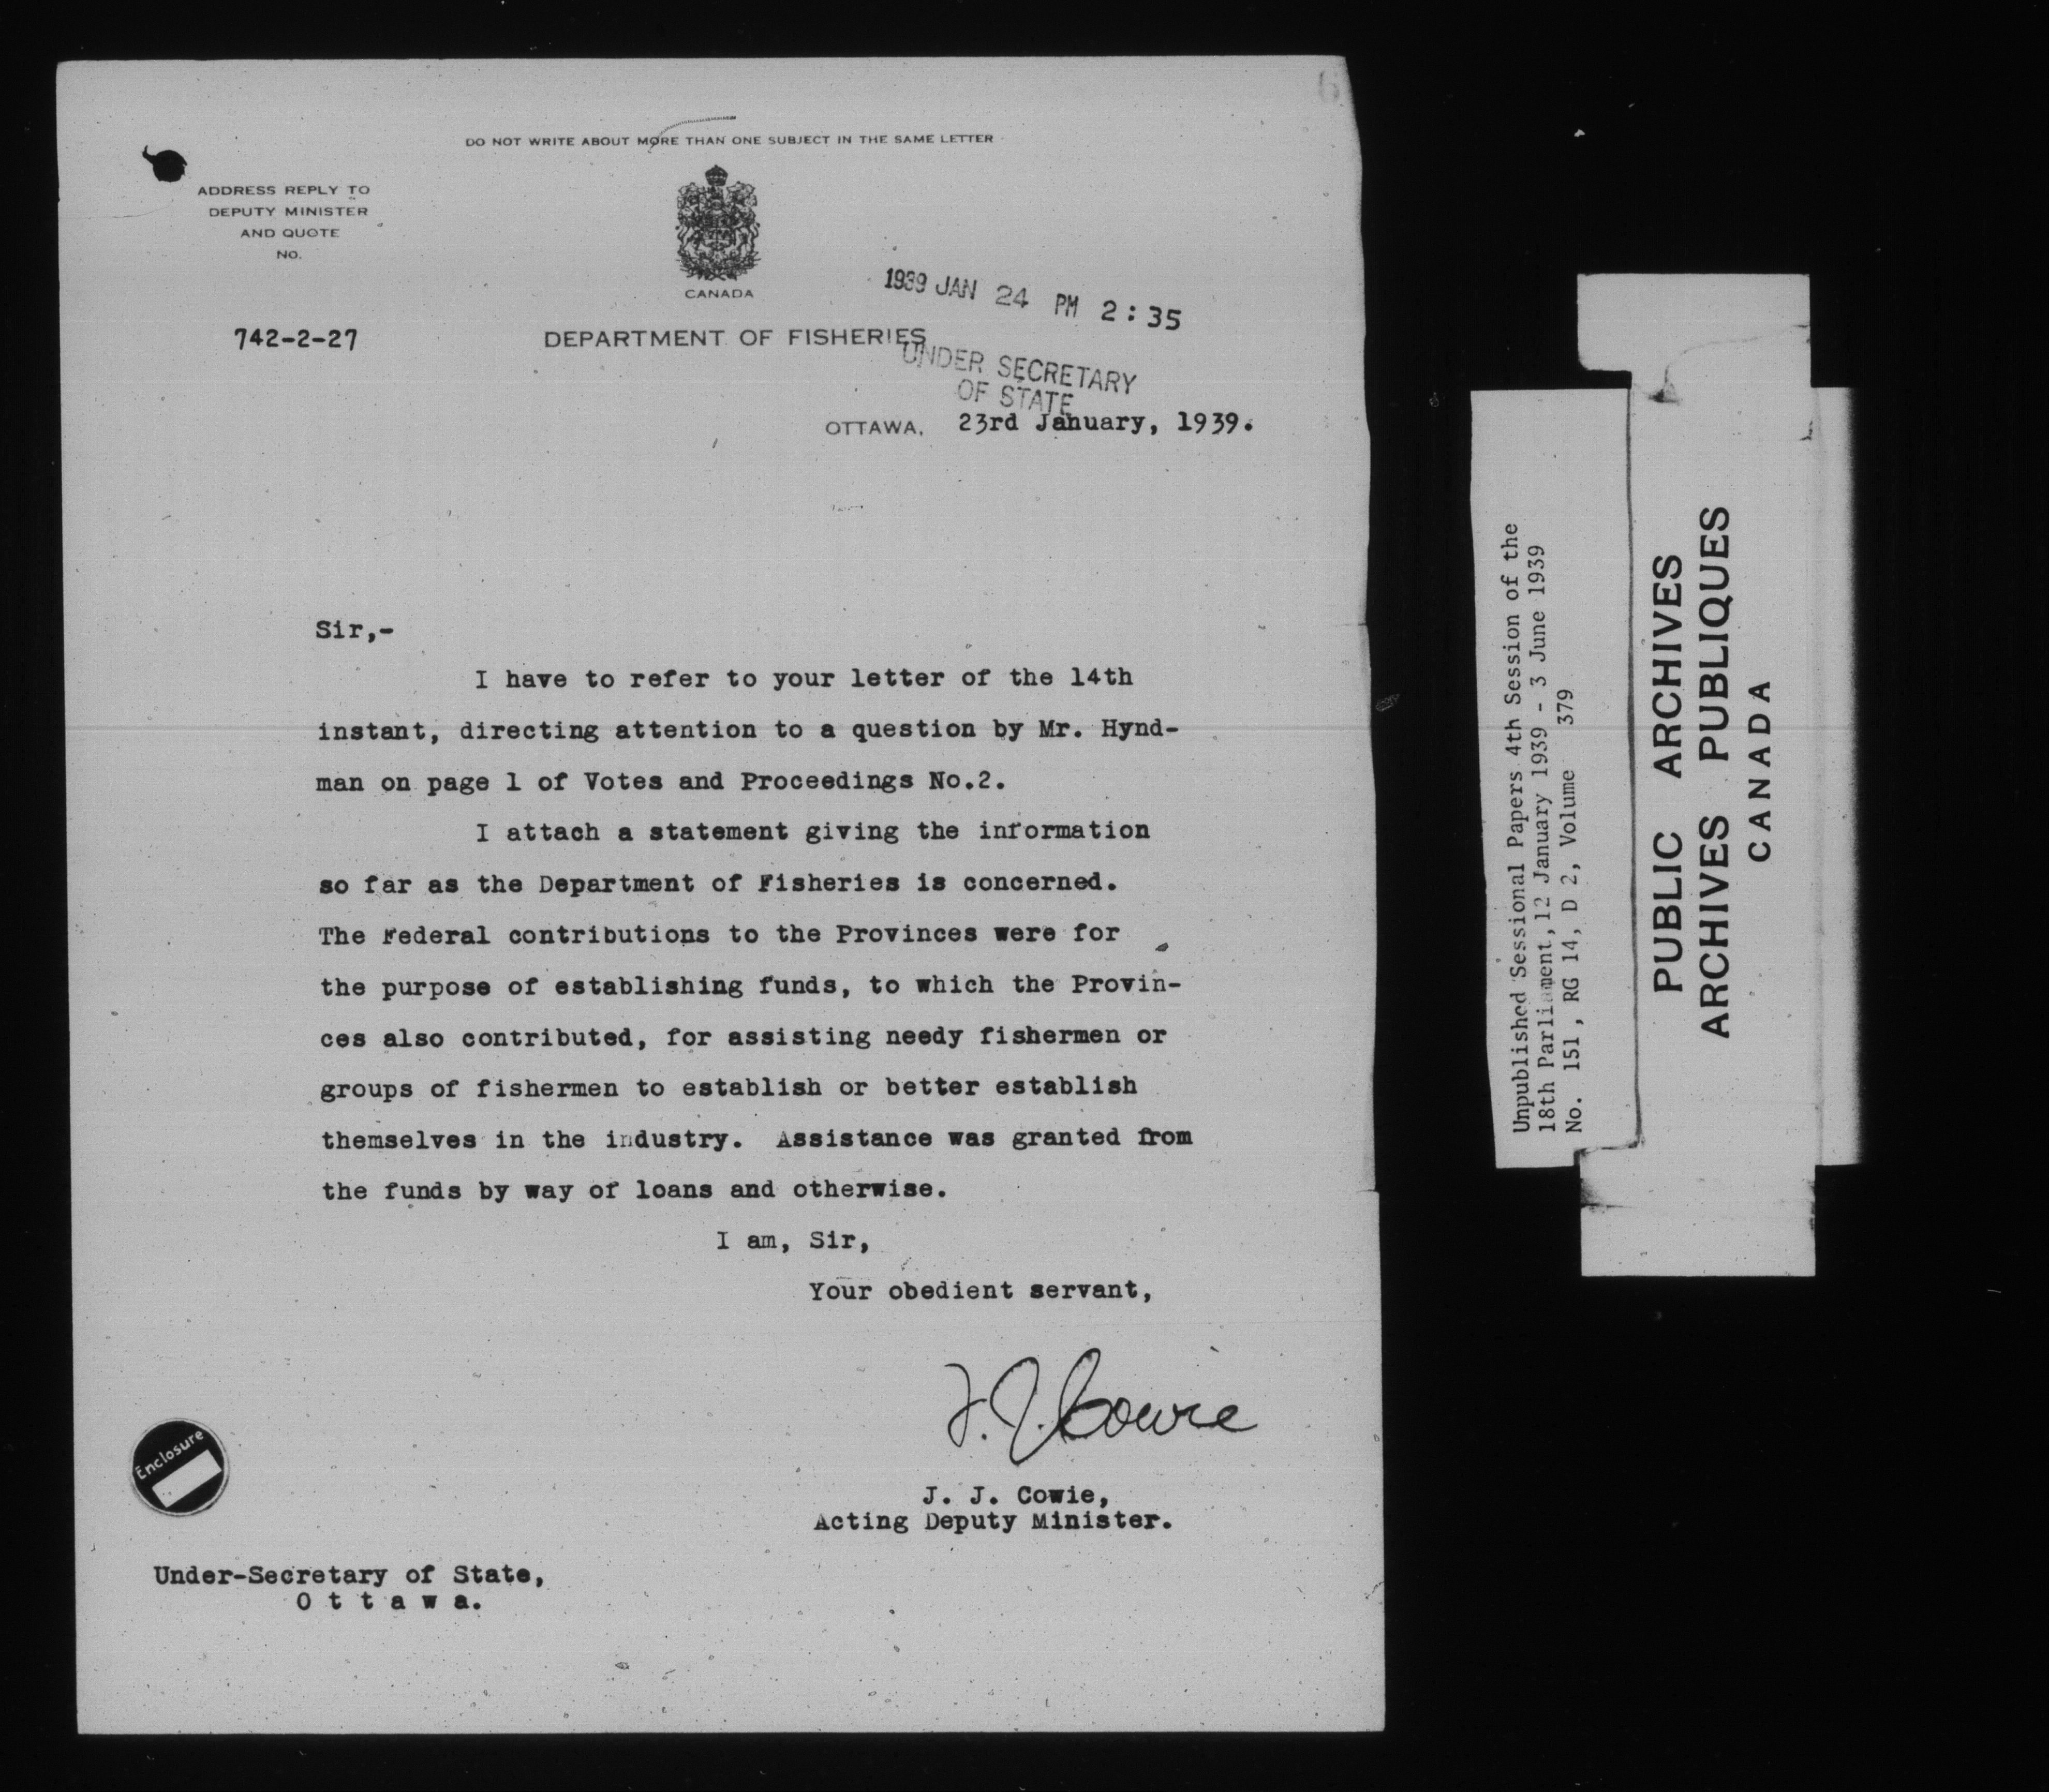 DO NOT WRITE ABOUT MORE THAN ONE SUBJECT IN THE SAME LETTER
ADDRESS REPLY TO
DEPUTY MINISTER
AND QUOTE
NO.
CANADA
1939 JAN 24 PM 2:35
742-2-27
DEPARTMENT OF FISHERIES
UNDER SECRETARY
OF STATE
OTTAWA, 23rd January, 1939.
Sir,-
I have to refer to your letter of the 14th
instant, directing attention to a question by Mr. Hynd-
man on page 1 of Votes and Proceedings No.2.
I attach a statement giving the information
so far as the Department of Fisheries is concerned.
The Federal contributions to the Provinces were for
the purpose of establishing funds, to which the Provin-
ces also contributed, for assisting needy fishermen or
groups of fishermen to establish or better establish
themselves in the industry. Assistance was granted from
the funds by way of loans and otherwise.
I am, Sir,
Your obedient servant,
J. J. Cowie
J. J. Cowie,
Acting Deputy Minister.
Enclosure
Under-Secretary of State,
O t t a w a.
Unpublished Sessional Papers 4th Session of the
18th Parliament, 12 January 1939 - 3 June 1939
No. 151, RG 14, D 2, Volume 379
PUBLIC ARCHIVES
ARCHIVES PUBLIQUES
CANADA